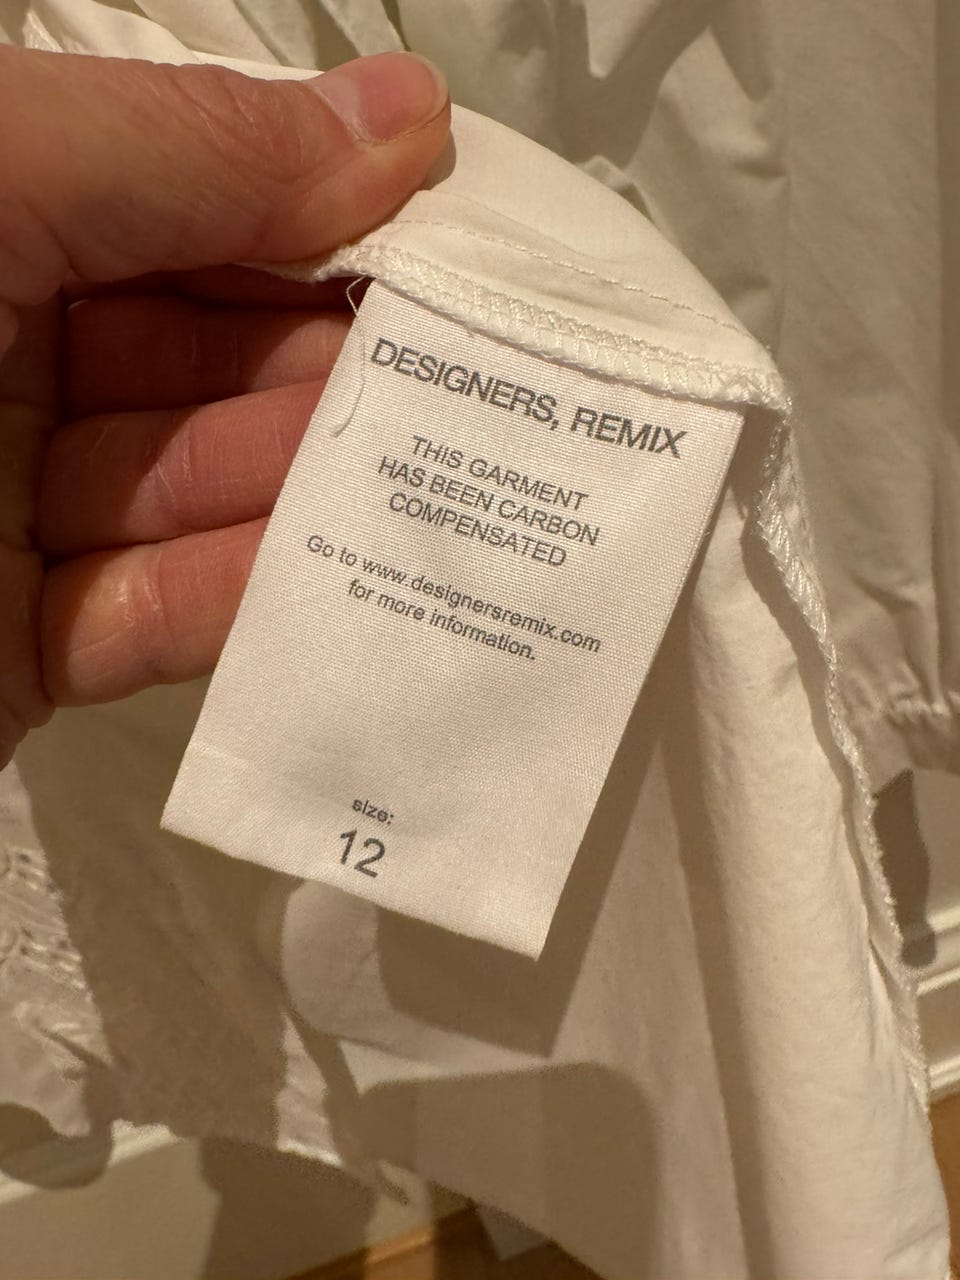 DESIGNERS, REMIX
THIS GARMENT
HAS BEEN CARBON
COMPENSATED
Go to www.designersremix.com
for more information.
size:
12